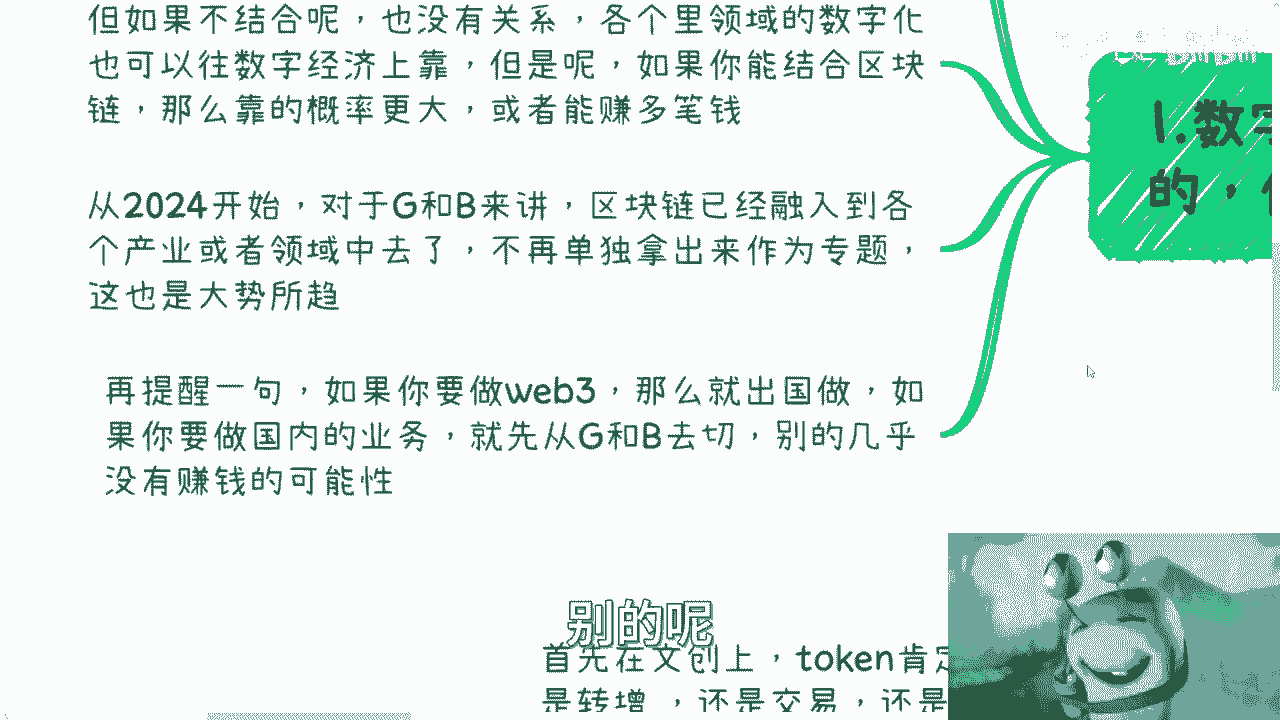 但如果不结合呢，也没有关系，各个里领域的数字化
也可以往数字经济上靠，但是呢，如果你能结合区块
链，那么靠的概率更大，或者能赚多笔钱
从2024开始，对于G和B来讲，区块链已经融入到各
个产业或者领域中去了，不再单独拿出来作为专题，
这也是大势所趋
再提醒一句，如果你要做web3，那么就出国做，如
果你要做国内的业务，就先从G和B去切，别的几乎
没有赚钱的可能性
1.数字
的，
别的呢
首先在文创上，token肯定
是转增，还是交易，还是